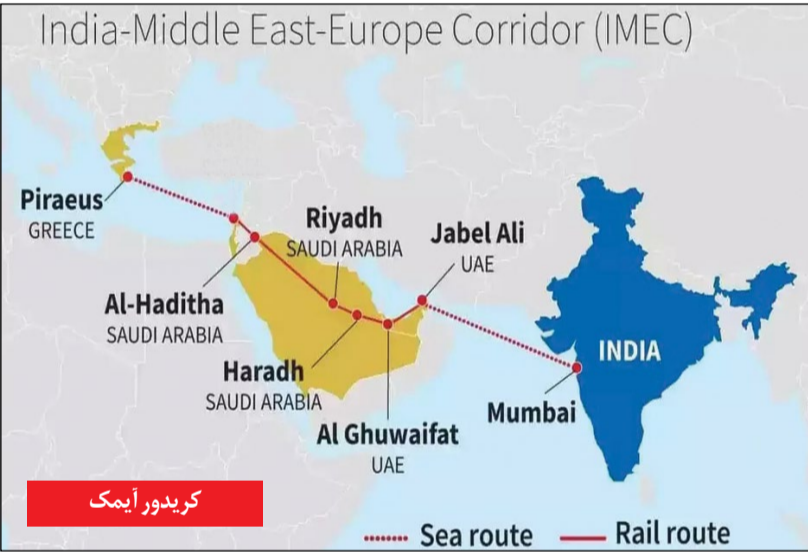 India-Middle East-Europe Corridor (IMEC)
Piraeus
GREECE
Riyadh
SAUDI ARABIA
Jabel Ali
UAE
Al-Haditha
SAUDI ARABIA
Haradh
SAUDI ARABIA
Al Ghuwaifat
UAE
INDIA
Mumbai
کریدور آیمک
Sea route
Rail route